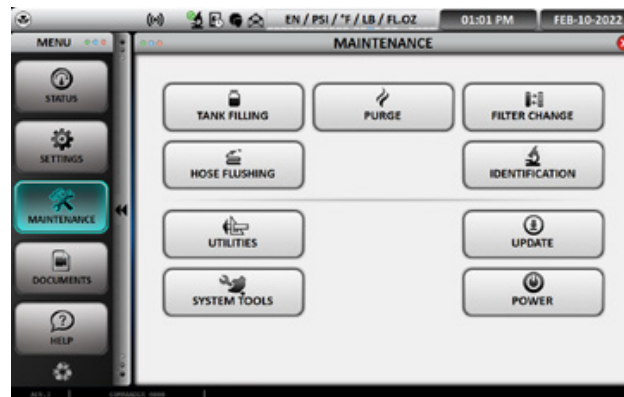 EN / PSI / °F / LB / FL.OZ
01:01 PM
FEB-10-2022
MENU
MAINTENANCE
STATUS
SETTINGS
MAINTENANCE
DOCUMENTS
HELP
TANK FILLING
PURGE
FILTER CHANGE
HOSE FLUSHING
IDENTIFICATION
UTILITIES
UPDATE
SYSTEM TOOLS
POWER